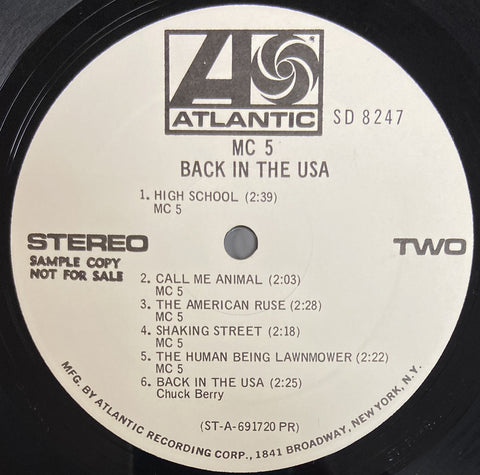 ATLANTIC
SD 8247
MC 5
BACK IN THE USA
1. HIGH SCHOOL (2:39)
MC 5
STEREO
TWO
SAMPLE COPY
NOT FOR SALE
2. CALL ME ANIMAL (2:03)
MC 5
3. THE AMERICAN RUSE (2:28)
MC 5
4. SHAKING STREET (2:18)
MC 5
5. THE HUMAN BEING LAWNMOWER (2:22)
MC 5
6. BACK IN THE USA (2:25)
Chuck Berry
(ST-A-691720 PR)
MFG. BY ATLANTIC RECORDING CORP., 1841 BROADWAY, NEW YORK, N.Y.